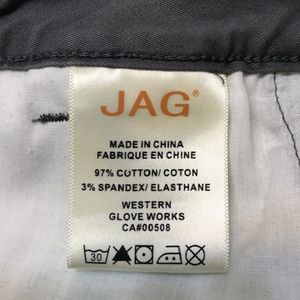 JAG®
MADE IN CHINA
FABRIQUE EN CHINE
97% COTTON/ COTON
3% SPANDEX/ ELASTHANE
WESTERN
GLOVE WORKS
CA#00508
30